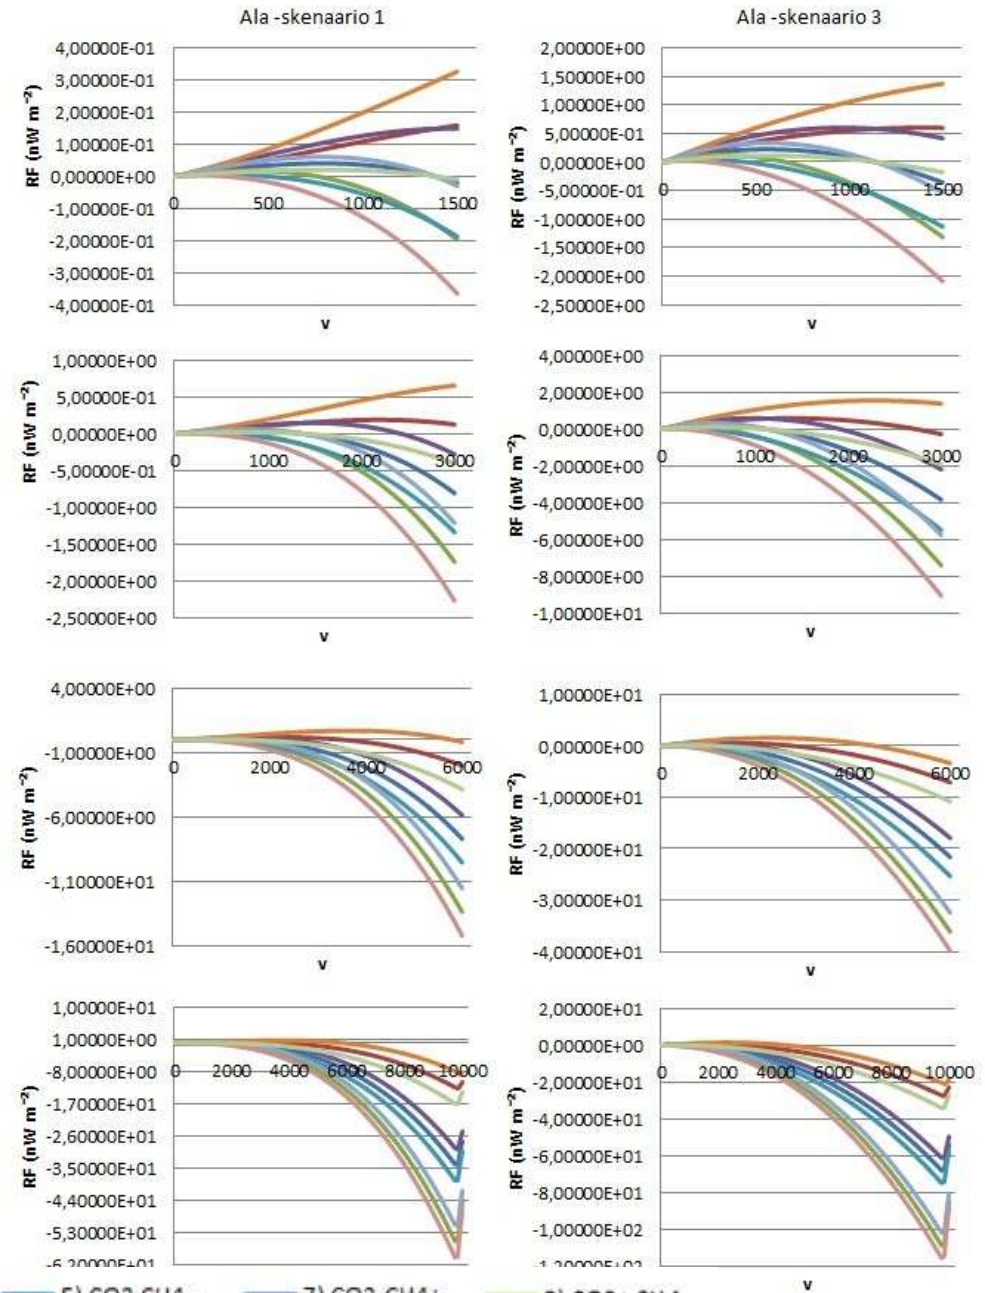 Ala -skenaario 1
4,00000E-01
3,00000E-01
2,00000E-01
1,00000E-01
0,00000E+00
-1,00000E-01
-2,00000E-01
-3,00000E-01
-4,00000E-01
RF (nW m⁻²)
0 500 1000 1500
v
Ala -skenaario 3
2,00000E+00
1,50000E+00
1,00000E+00
5,00000E-01
0,00000E+00
-5,00000E-01
-1,00000E+00
-1,50000E+00
-2,00000E+00
-2,50000E+00
RF (nW m⁻²)
0 500 1000 1500
v
1,00000E+00
5,00000E-01
0,00000E+00
-5,00000E-01
-1,00000E+00
-1,50000E+00
-2,00000E+00
-2,50000E+00
RF (nW m⁻²)
0 1000 2000 3000
v
4,00000E+00
2,00000E+00
0,00000E+00
-2,00000E+00
-4,00000E+00
-6,00000E+00
-8,00000E+00
-1,00000E+01
RF (nW m⁻²)
0 1000 2000 3000
v
4,00000E+00
-1,00000E+00
-6,00000E+00
-1,10000E+01
-1,60000E+01
RF (nW m⁻²)
0 2000 4000 6000
v
1,00000E+01
0,00000E+00
-1,00000E+01
-2,00000E+01
-3,00000E+01
-4,00000E+01
RF (nW m⁻²)
0 2000 4000 6000
v
1,00000E+01
1,00000E+00
-8,00000E+00
-1,70000E+01
-2,60000E+01
-3,50000E+01
-4,40000E+01
-5,30000E+01
-6,20000E+01
RF (nW m⁻²)
0 2000 4000 6000 8000 10000
2,00000E+01
0,00000E+00
-2,00000E+01
-4,00000E+01
-6,00000E+01
-8,00000E+01
-1,00000E+02
-1,20000E+02
RF (nW m⁻²)
0 2000 4000 6000 8000 10000
v